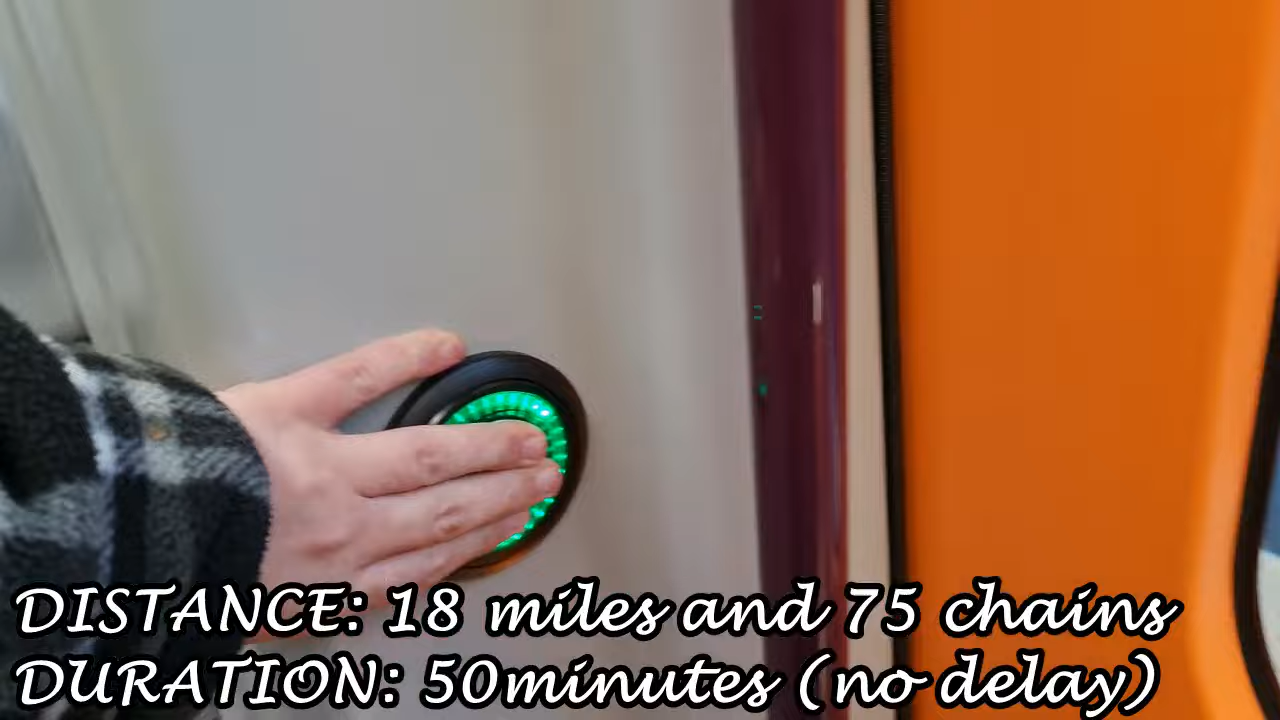 DISTANCE: 18 miles and 75 chains
DURATION: 50minutes (no delay)